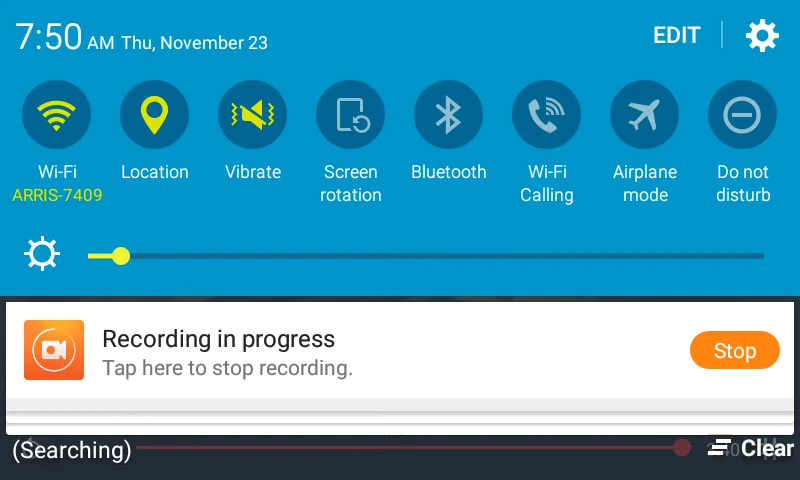 7:50 AM Thu, November 23
EDIT
Wi-Fi
ARRIS-7409
Location
Vibrate
Screen
rotation
Bluetooth
Wi-Fi
Calling
Airplane
mode
Do not
disturb
Recording in progress
Tap here to stop recording.
Stop
(Searching)
Clear